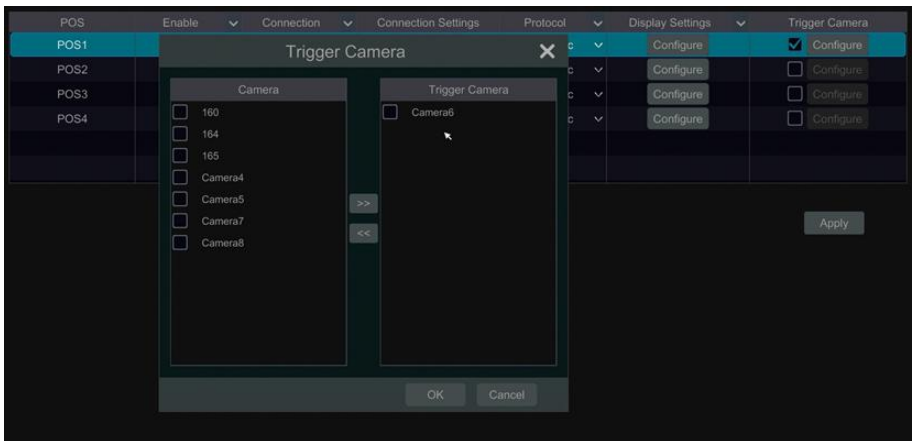 POS Enable Connection Connection Settings Protocol Display Settings Trigger Camera
POS1 c Configure Configure
Trigger Camera
POS2 c Configure Configure
POS3 c Configure Configure
POS4 c Configure Configure
Camera Trigger Camera
160 Camera6
164
165
Camera4
Camera5
>>
Camera7
<<
Camera8
Apply
OK Cancel